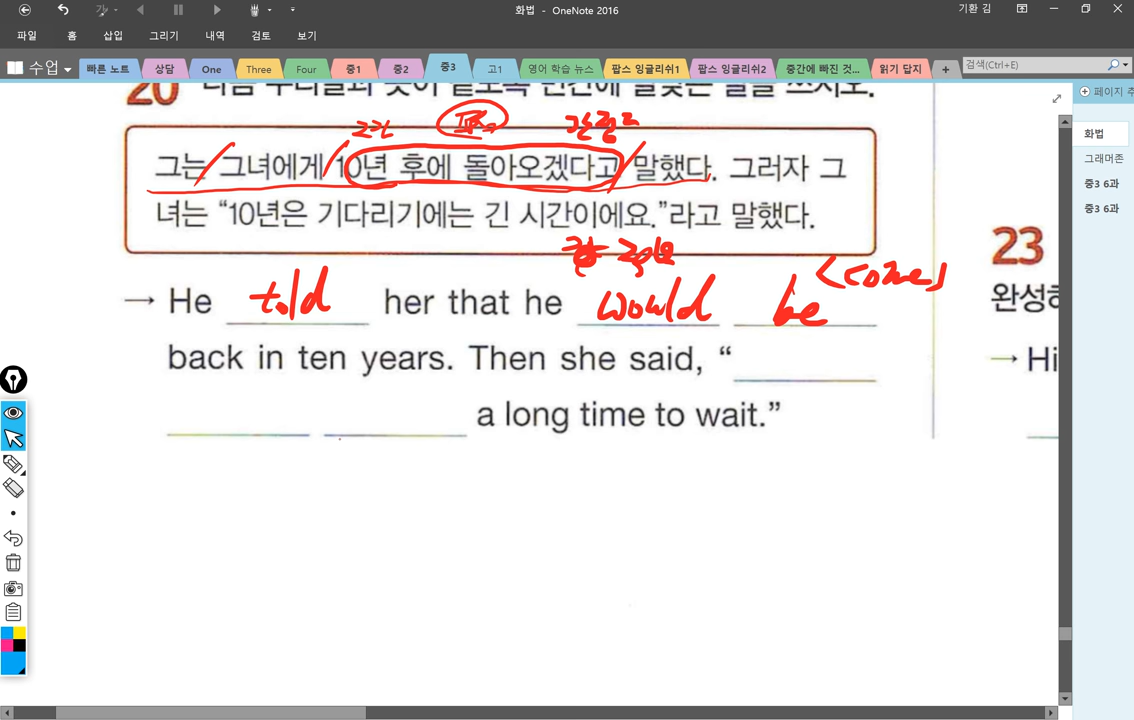 화법 - OneNote 2016
기환 김
파일 홈 삽입 그리기 내역 검토 보기
수업 빠른 노트 상담 One Three Four 중1 중2 중3 고1 영어 학습 뉴스 팝스 잉글리쉬1 팝스 잉글리쉬2 중간에 빠진 것... 읽기 답지 + 검색(Ctrl+E)
페이지 추
화법
그래머존
중3 6과
중3 6과
20
그는 그녀에게 10년 후에 돌아오겠다고 말했다. 그러자 그
녀는 “10년은 기다리기에는 긴 시간이에요.”라고 말했다.
→ He told her that he would be (come)
back in ten years. Then she said, “
a long time to wait.”
23
완성하
→ Hi